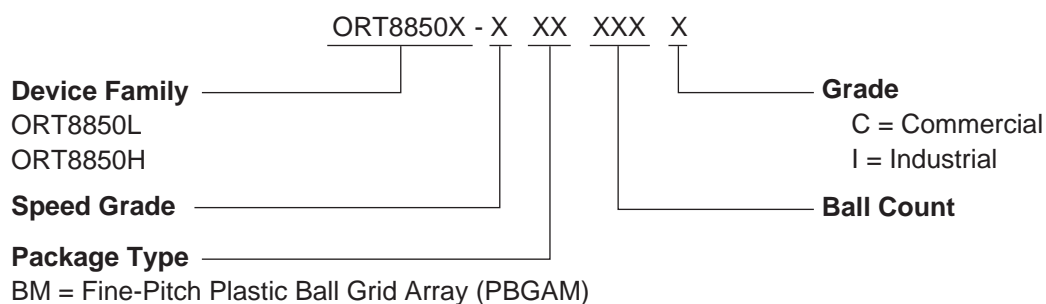 ORT8850X - X XX XXX X
Device Family
ORT8850L
ORT8850H
Speed Grade
Package Type
BM = Fine-Pitch Plastic Ball Grid Array (PBGAM)
Grade
C = Commercial
I = Industrial
Ball Count